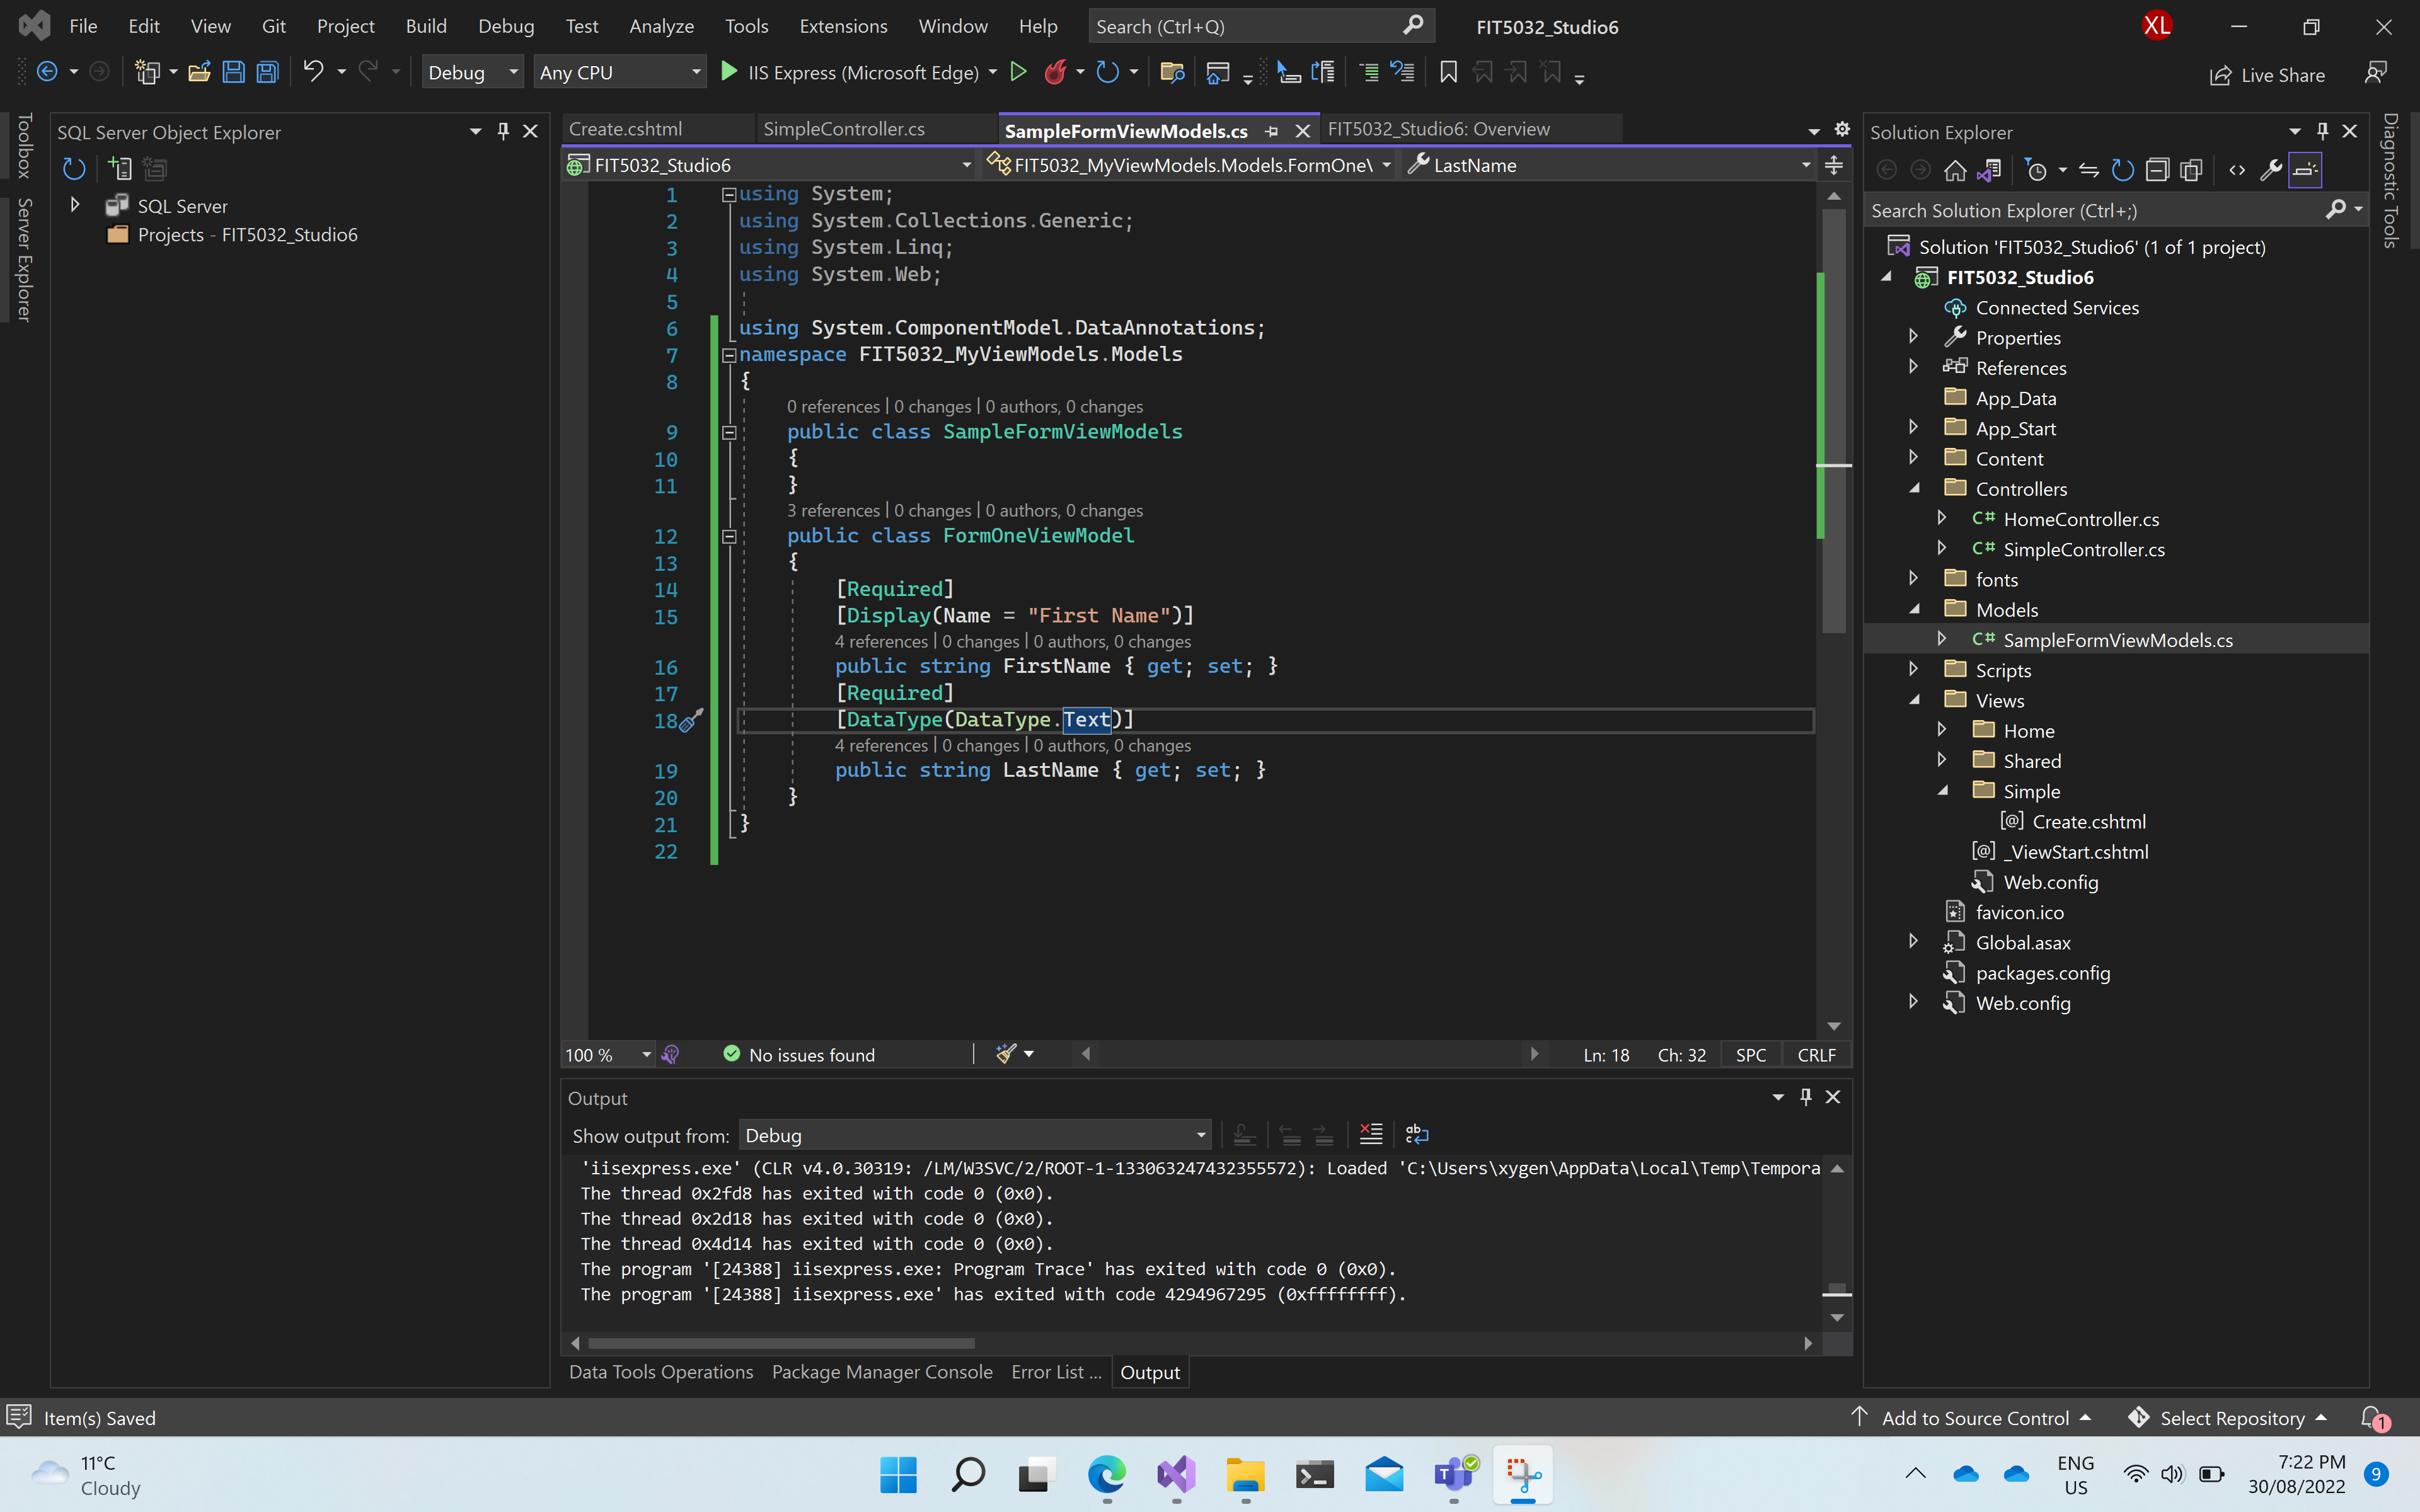 File Edit View Git Project Build Debug Test Analyze Tools Extensions Window Help Search (Ctrl+Q) FIT5032_Studio6 XL
Debug Any CPU IIS Express (Microsoft Edge) Live Share
Toolbox
Server Explorer
SQL Server Object Explorer
SQL Server
Projects - FIT5032_Studio6
Create.cshtml SimpleController.cs SampleFormViewModels.cs FIT5032_Studio6: Overview
FIT5032_Studio6 FIT5032_MyViewModels.Models.FormOne\ LastName
1 using System;
2 using System.Collections.Generic;
3 using System.Linq;
4 using System.Web;
5
6 using System.ComponentModel.DataAnnotations;
7 namespace FIT5032_MyViewModels.Models
8 {
0 references | 0 changes | 0 authors, 0 changes
9 public class SampleFormViewModels
10 {
11 }
3 references | 0 changes | 0 authors, 0 changes
12 public class FormOneViewModel
13 {
14 [Required]
15 [Display(Name = "First Name")]
4 references | 0 changes | 0 authors, 0 changes
16 public string FirstName { get; set; }
17 [Required]
18 [DataType(DataType.Text)]
4 references | 0 changes | 0 authors, 0 changes
19 public string LastName { get; set; }
20 }
21 }
22
100 % No issues found Ln: 18 Ch: 32 SPC CRLF
Output
Show output from: Debug
'iisexpress.exe' (CLR v4.0.30319: /LM/W3SVC/2/ROOT-1-133063247432355572): Loaded 'C:\Users\xygen\AppData\Local\Temp\Tempora
The thread 0x2fd8 has exited with code 0 (0x0).
The thread 0x2d18 has exited with code 0 (0x0).
The thread 0x4d14 has exited with code 0 (0x0).
The program '[24388] iisexpress.exe: Program Trace' has exited with code 0 (0x0).
The program '[24388] iisexpress.exe' has exited with code 4294967295 (0xffffffff).
Data Tools Operations Package Manager Console Error List ... Output
Solution Explorer
Search Solution Explorer (Ctrl+;)
Solution 'FIT5032_Studio6' (1 of 1 project)
FIT5032_Studio6
Connected Services
Properties
References
App_Data
App_Start
Content
Controllers
C# HomeController.cs
C# SimpleController.cs
fonts
Models
C# SampleFormViewModels.cs
Scripts
Views
Home
Shared
Simple
[@] Create.cshtml
[@] _ViewStart.cshtml
Web.config
favicon.ico
Global.asax
packages.config
Web.config
Diagnostic Tools
Item(s) Saved Add to Source Control Select Repository 1
11°C
Cloudy
ENG
US
7:22 PM
30/08/2022
9